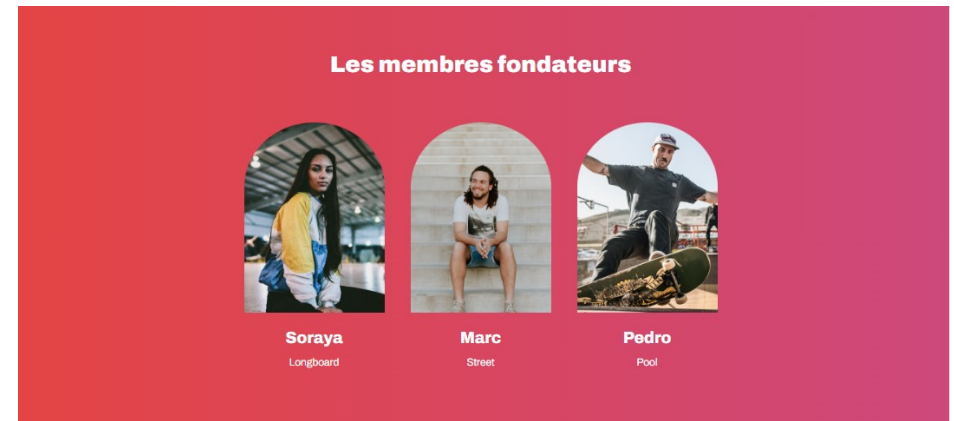 Les membres fondateurs
Soraya
Marc
Pedro
Longboard
Street
Pool